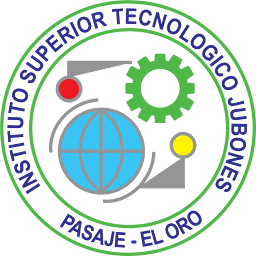 INSTITUTO SUPERIOR TECNOLOGICO JUBONES
PASAJE - EL ORO